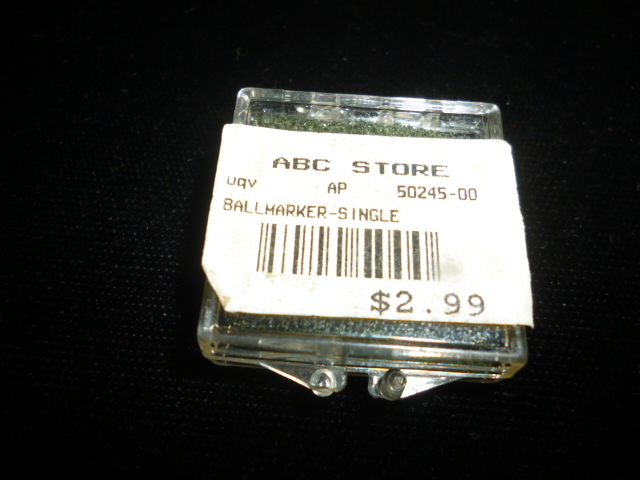 ABC STORE
uqv AP 50245-00
BALLMARKER-SINGLE
$2.99